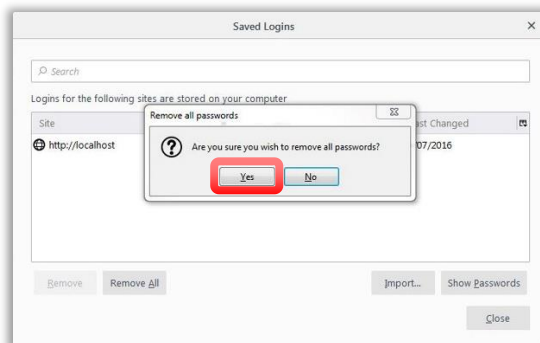 Saved Logins
Search
Logins for the following sites are stored on your computer
Site
Changed
http://localhost
07/2016
Remove all passwords
Are you sure you wish to remove all passwords?
Yes
No
Remove
Remove All
Import...
Show Passwords
Close